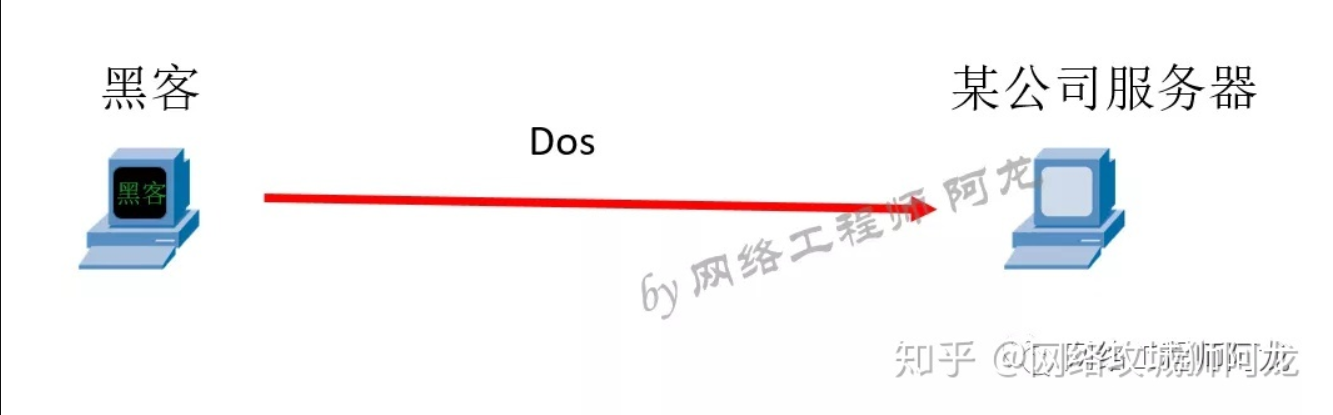 黑客
某公司服务器
Dos
黑客
by 网络工程师 阿龙
知乎 @网络工程师阿龙